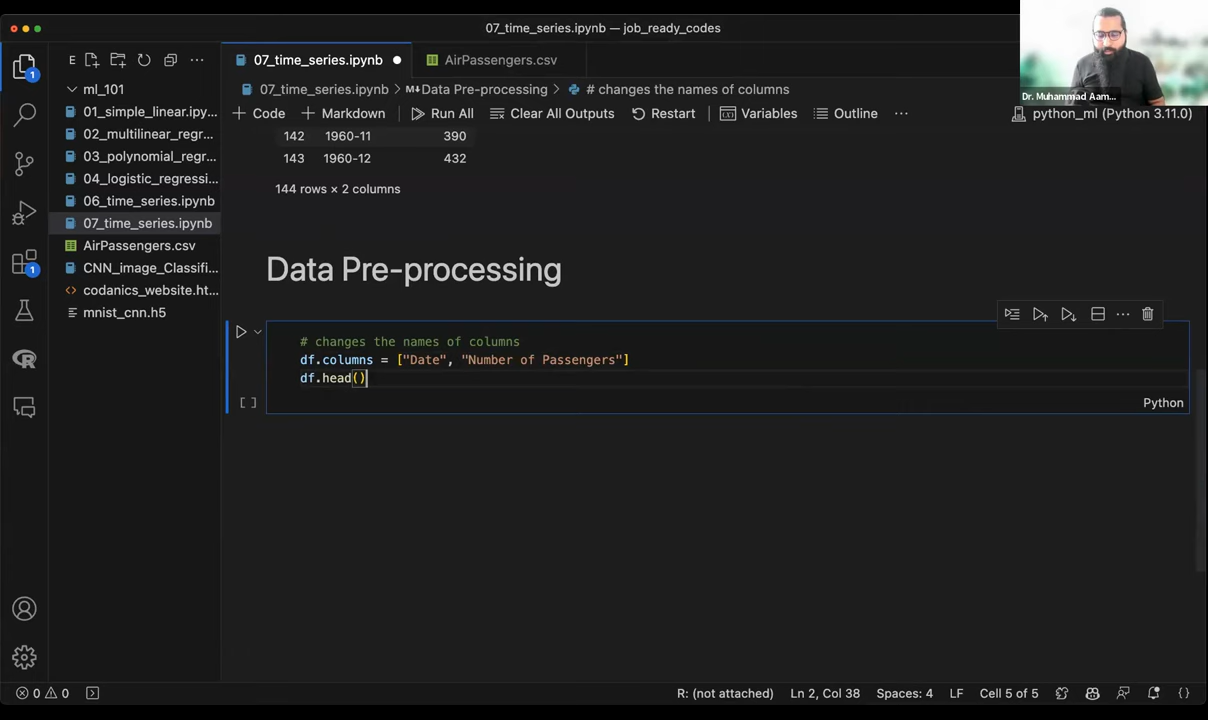 07_time_series.ipynb — job_ready_codes
E
07_time_series.ipynb
AirPassengers.csv
Dr. Muhammad Aam...
1
ml_101
01_simple_linear.ipy...
02_multilinear_regr...
03_polynomial_regr...
04_logistic_regressi...
06_time_series.ipynb
07_time_series.ipynb
AirPassengers.csv
CNN_image_Classifi...
codanics_website.ht...
mnist_cnn.h5
1
07_time_series.ipynb > M↓Data Pre-processing > # changes the names of columns
+ Code + Markdown Run All Clear All Outputs Restart Variables Outline ... python_ml (Python 3.11.0)
142 1960-11 390
143 1960-12 432
144 rows × 2 columns
Data Pre-processing
# changes the names of columns
df.columns = ["Date", "Number of Passengers"]
df.head()
[ ]
Python
0 0
R: (not attached) Ln 2, Col 38 Spaces: 4 LF Cell 5 of 5